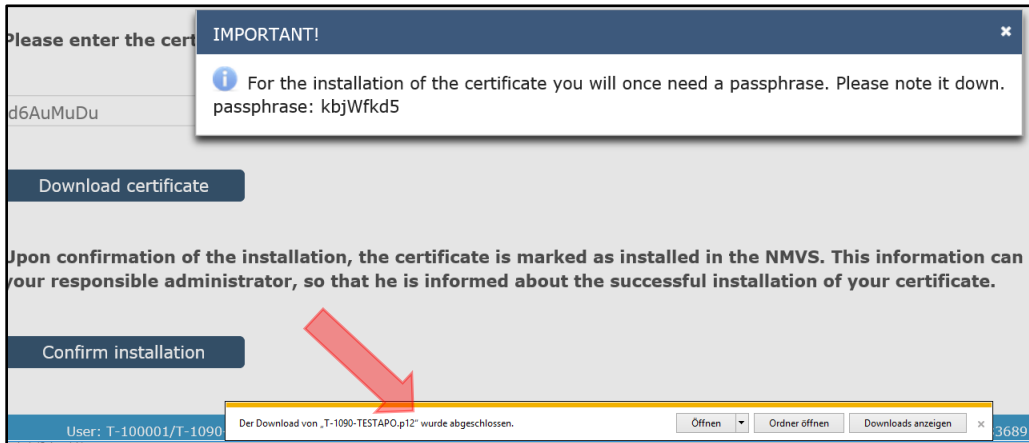 Please enter the cert
IMPORTANT!
For the installation of the certificate you will once need a passphrase. Please note it down.
passphrase: kbjWfkd5
d6AuMuDu
Download certificate
Upon confirmation of the installation, the certificate is marked as installed in the NMVS. This information can
your responsible administrator, so that he is informed about the successful installation of your certificate.
Confirm installation
User: T-100001/T-1090-
Der Download von „T-1090-TESTAPO.p12" wurde abgeschlossen.
Öffnen
Ordner öffnen
Downloads anzeigen
3689